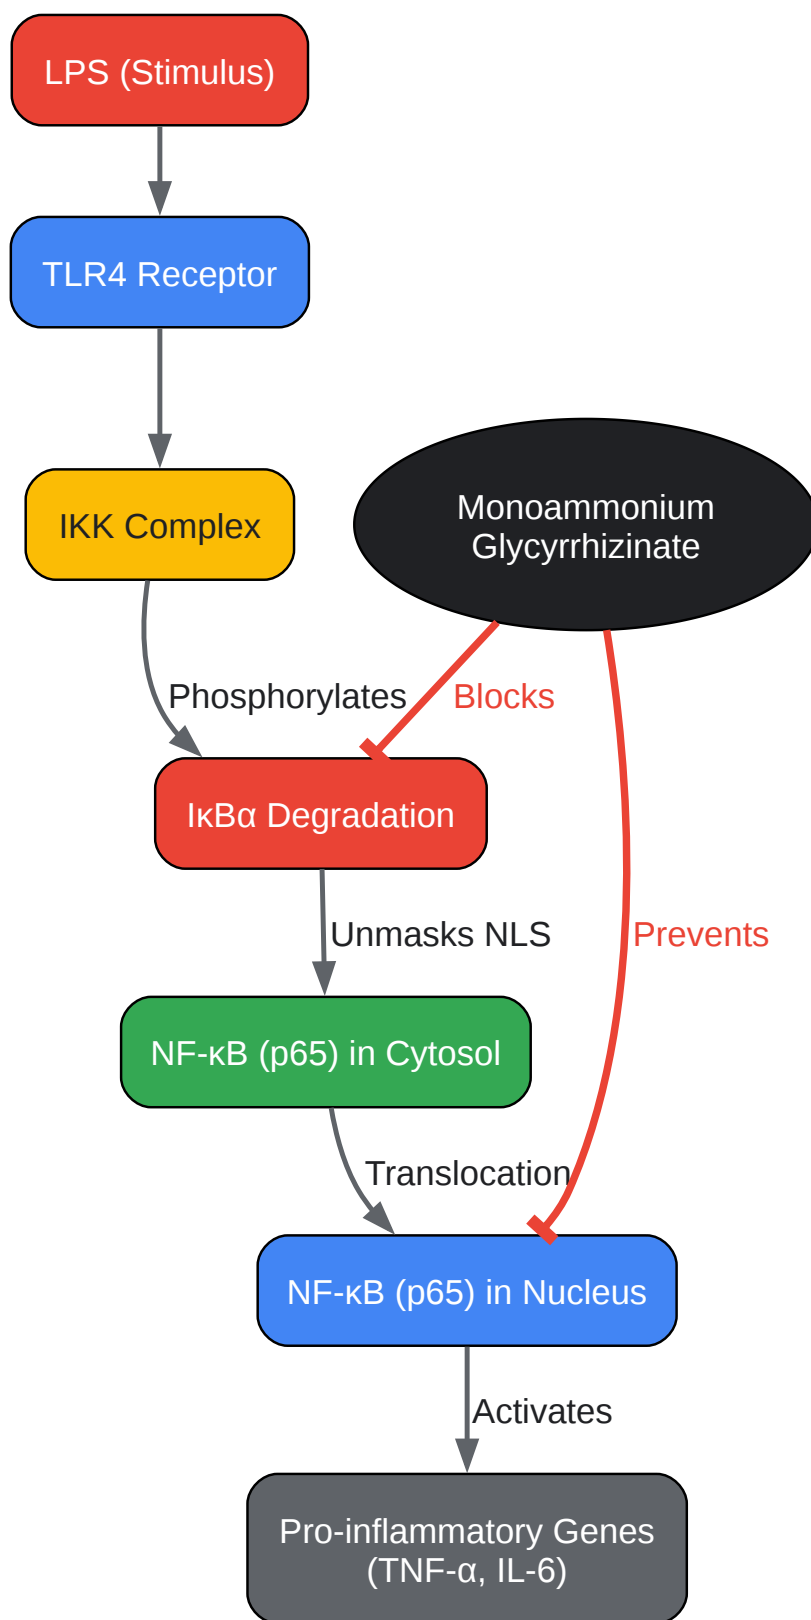 LPS (Stimulus)
TLR4 Receptor
IKK Complex
Monoammonium
Glycyrrhizinate
Phosphorylates
Blocks
IκBα Degradation
Unmasks NLS
Prevents
NF-κB (p65) in Cytosol
Translocation
NF-κB (p65) in Nucleus
Activates
Pro-inflammatory Genes
(TNF-α, IL-6)